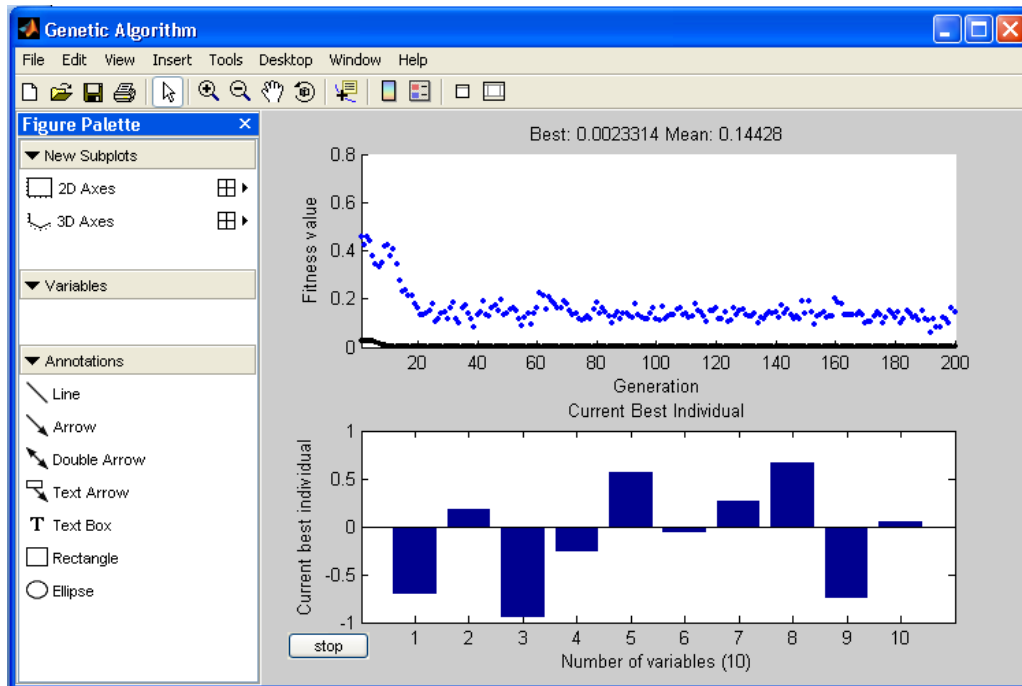 Genetic Algorithm
File Edit View Insert Tools Desktop Window Help
Figure Palette
New Subplots
2D Axes
3D Axes
Variables
Annotations
Line
Arrow
Double Arrow
Text Arrow
T Text Box
Rectangle
Ellipse
Best: 0.0023314 Mean: 0.14428
Fitness value
0.8
0.6
0.4
0.2
0
20 40 60 80 100 120 140 160 180 200
Generation
Current Best Individual
Current best individual
1
0.5
0
-0.5
-1
1 2 3 4 5 6 7 8 9 10
Number of variables (10)
stop